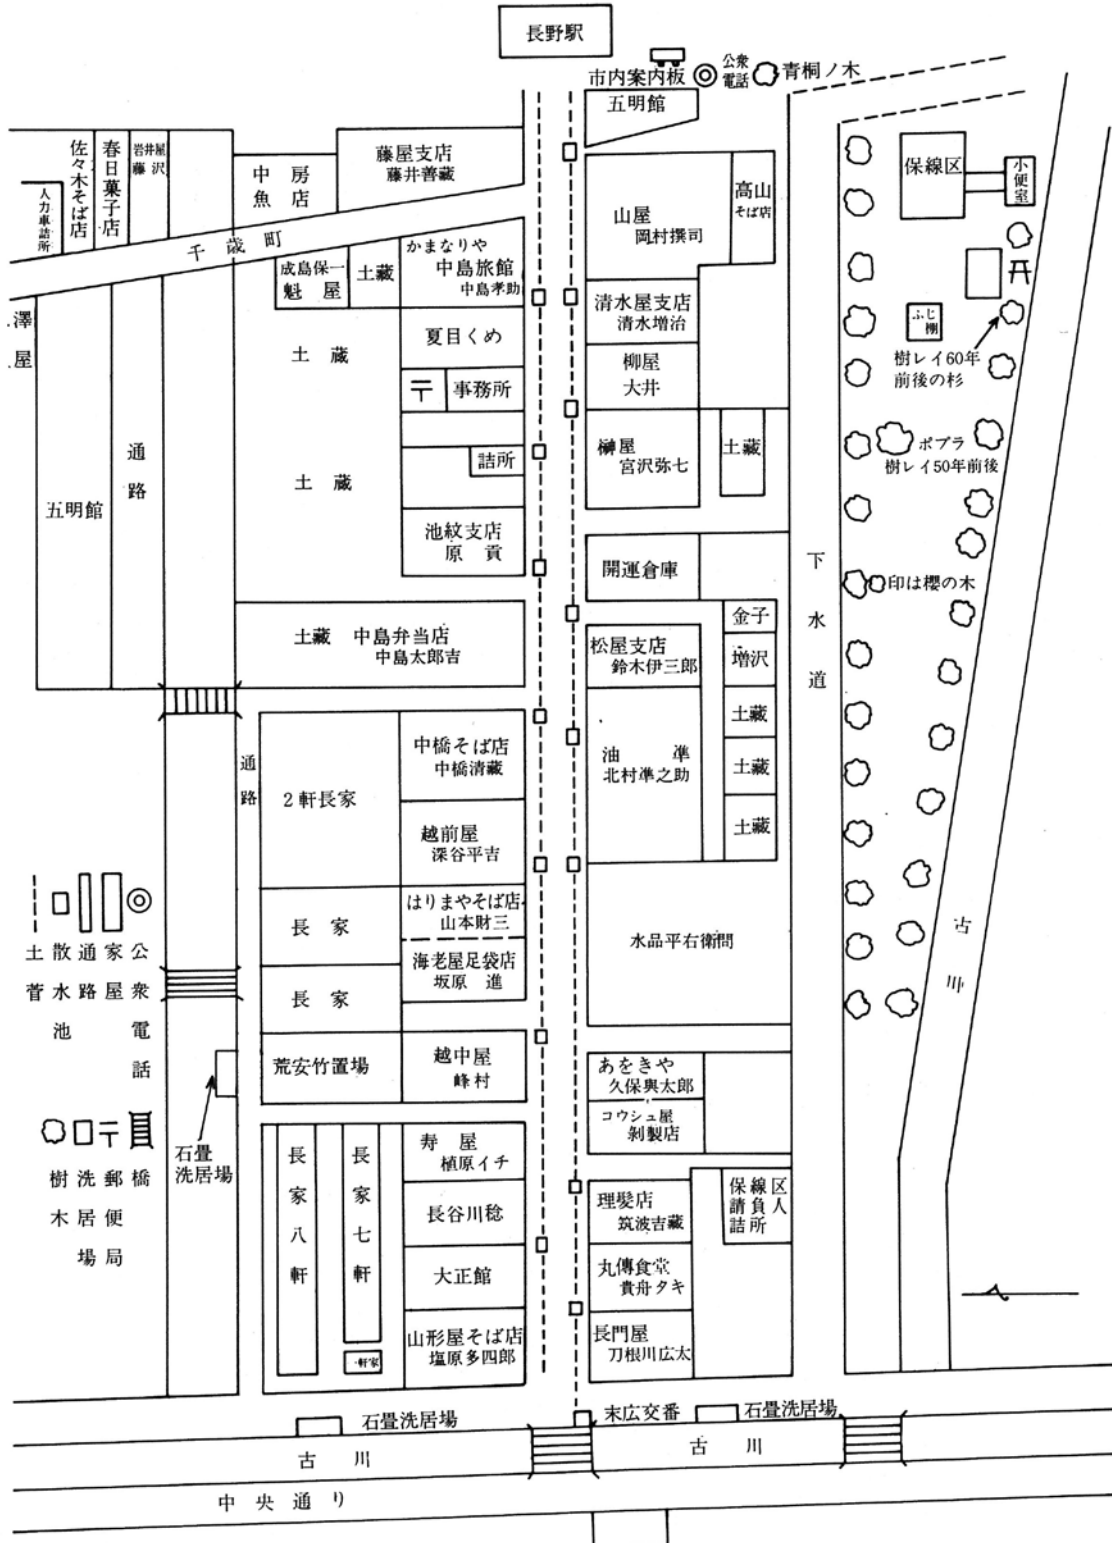 長野駅
市内案内板
公衆
電話
青桐ノ木
五明館
佐々木そば店
春日菓子店
岩井屋
藤沢
人力車詰所
中房
魚店
藤屋支店
藤井善蔵
千歳町
高山
そば店
山屋
岡村撰司
保線区
小便室
成島保一
魁屋
土蔵
かまなりや
中島旅館
中島孝助
清水屋支店
清水増治
ふじ
棚
澤
屋
土蔵
夏目くめ
柳屋
大井
樹レイ60年
前後の杉
〒
事務所
榊屋
宮沢弥七
土蔵
ポプラ
樹レイ50年前後
通路
詰所
土蔵
五明館
池紋支店
原貢
開運倉庫
下水道
印は櫻の木
土蔵
中島弁当店
中島太郎吉
松屋支店
鈴木伊三郎
金子
増沢
土蔵
土蔵
土蔵
油準
北村準之助
通路
2軒長家
中橋そば店
中橋清蔵
越前屋
深谷平吉
長家
はりまやそば店
山本財三
水品平右衛問
古川
海老屋足袋店
坂原進
長家
荒安竹置場
越中屋
峰村
あをきや
久保與太郎
コウシュ屋
剥製店
公衆電話
家屋
通路
散水池
土菅
橋
〒
郵便局
洗居場
樹木
石畳
洗居場
長家八軒
長家七軒
一軒家
寿屋
植原イチ
長谷川稔
大正館
山形屋そば店
塩原多四郎
理髪店
筑波吉蔵
保線区
請負人
詰所
丸傳食堂
貴舟タキ
長門屋
刀根川広太
石畳洗居場
末広交番
石畳洗居場
古川
古川
中央通り